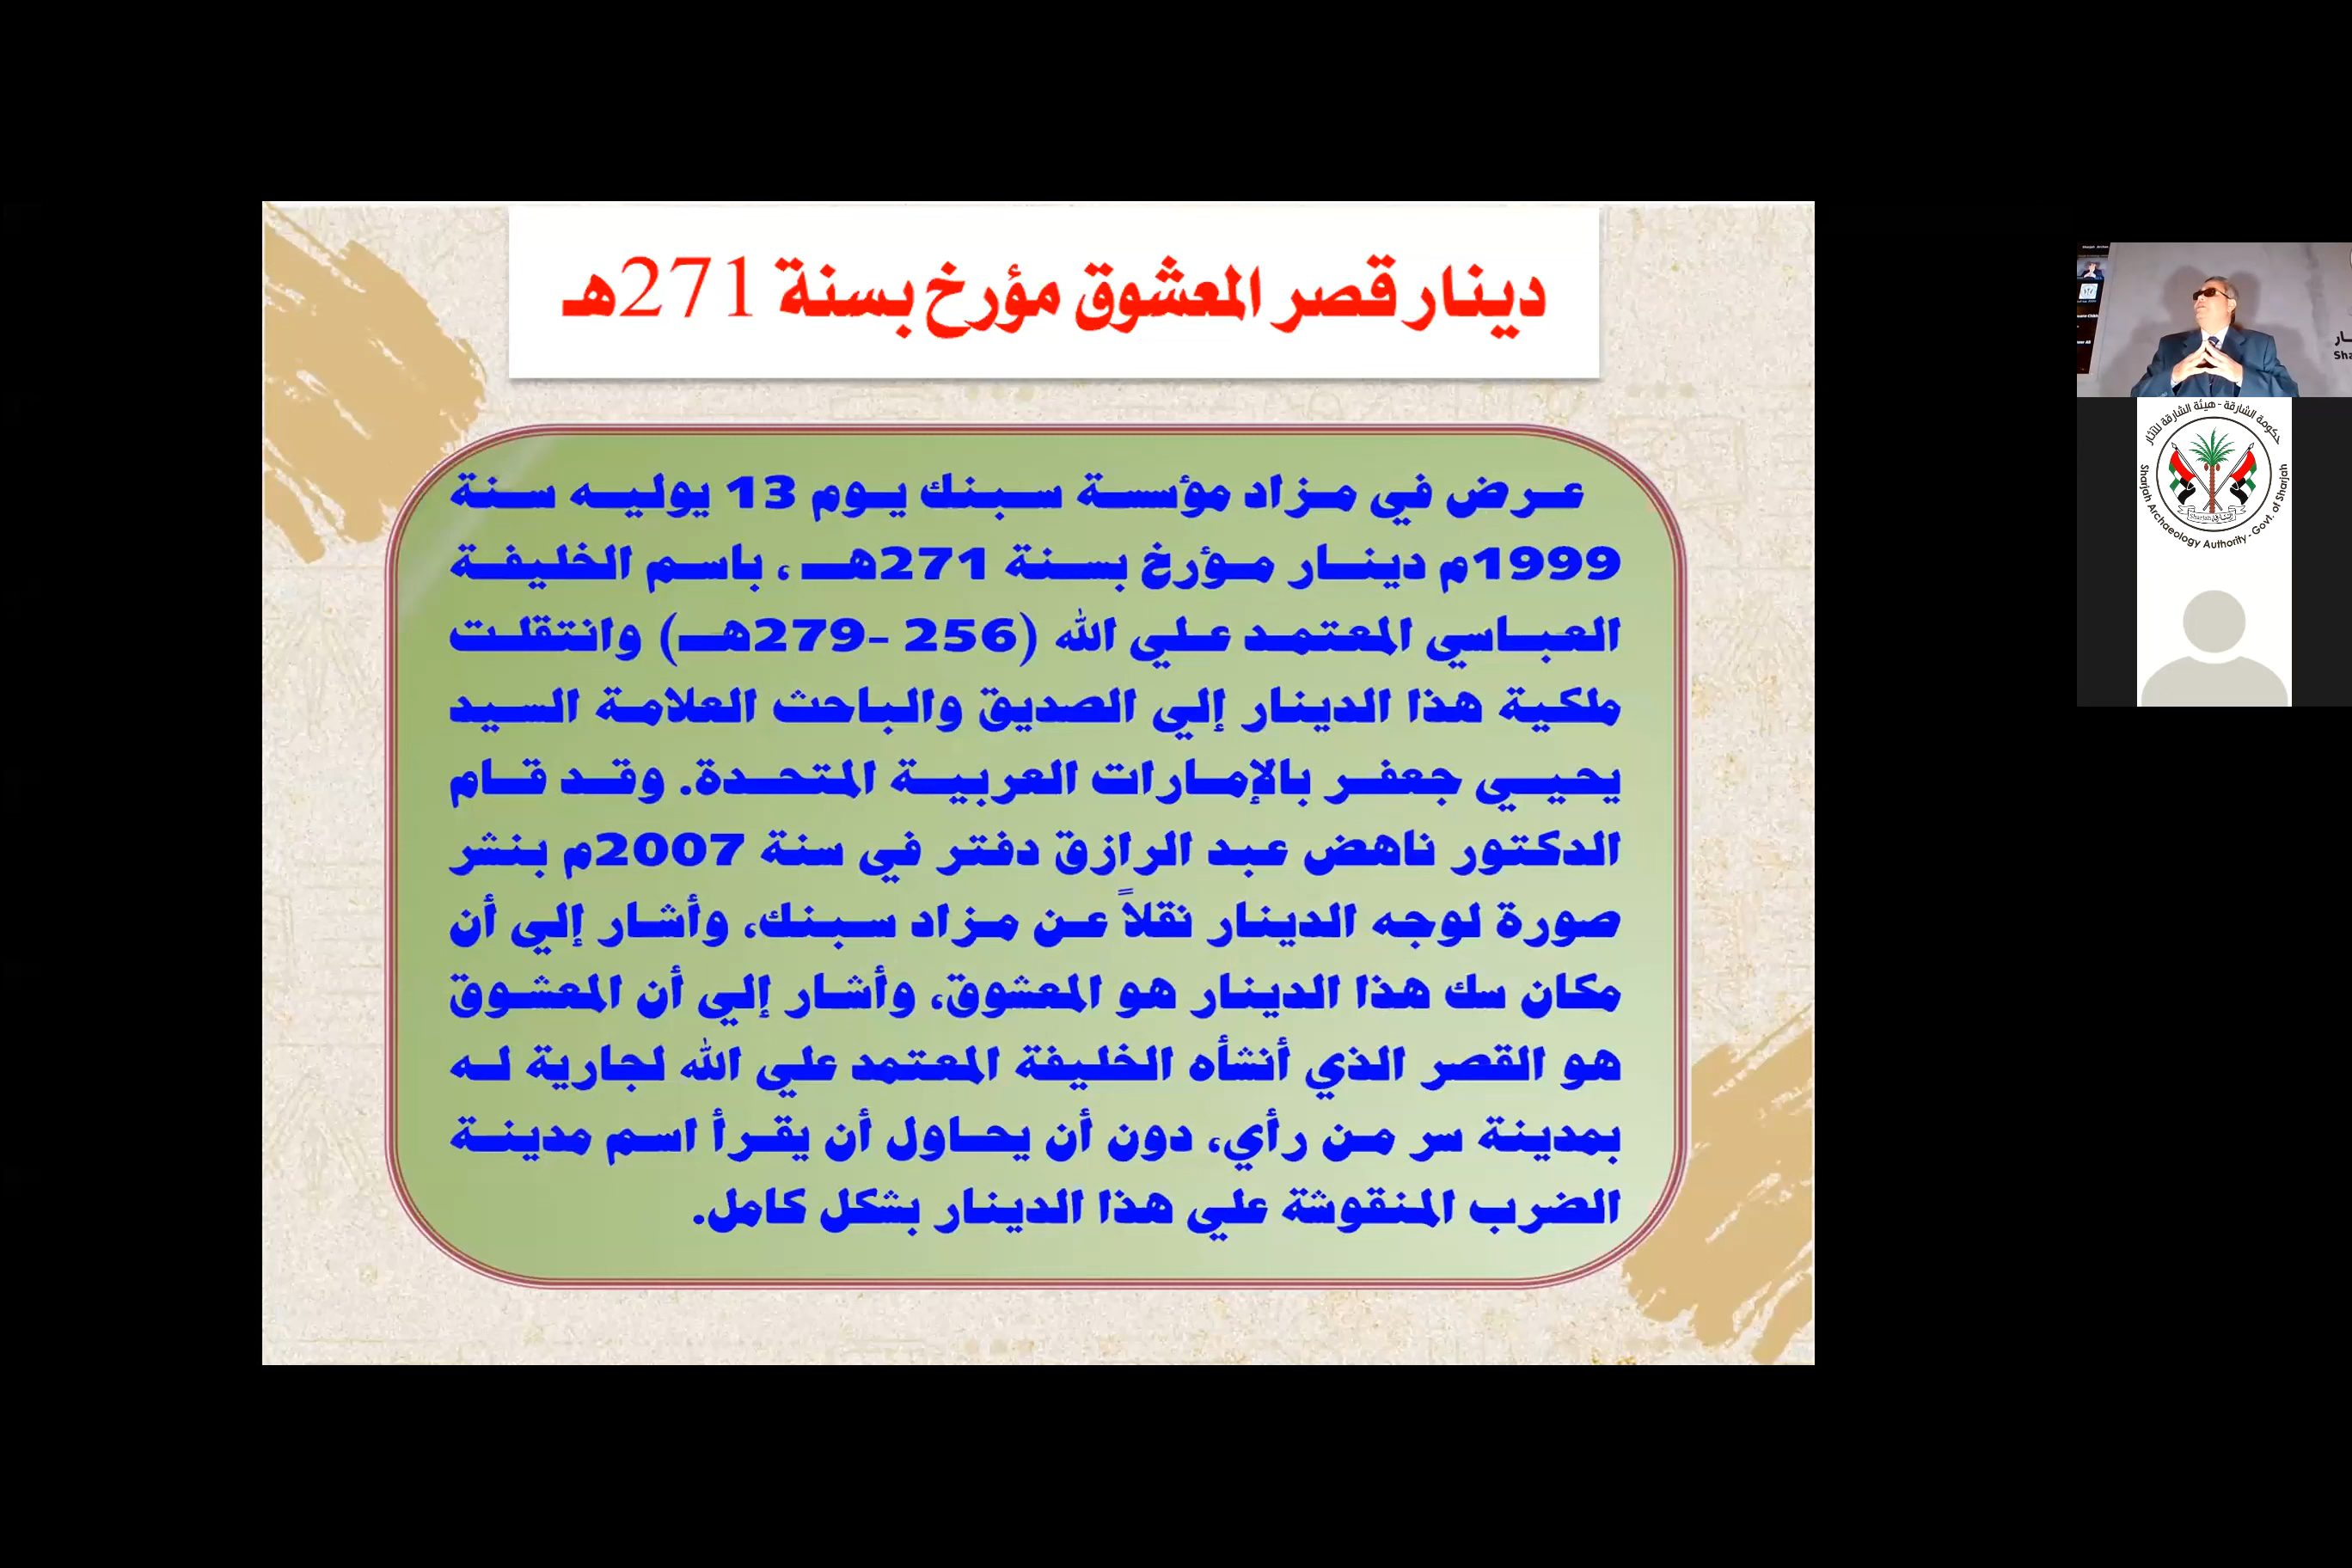 دينار قصر المعشوق مؤرخ بسنة 271هـ
عرض في مزاد مؤسسة سبنك يوم 13 يوليه سنة
1999م دينار مؤرخ بسنة 271هـ ، باسم الخليفة
العباسي المعتمد علي الله (256 -279هـ) وانتقلت
ملكية هذا الدينار إلي الصديق والباحث العلامة السيد
يحيي جعفر بالإمارات العربية المتحدة. وقد قام
الدكتور ناهض عبد الرازق دفتر في سنة 2007م بنشر
صورة لوجه الدينار نقلاً عن مزاد سبنك، وأشار إلي أن
مكان سك هذا الدينار هو المعشوق، وأشار إلي أن المعشوق
هو القصر الذي أنشأه الخليفة المعتمد علي الله لجارية له
بمدينة سر من رأي، دون أن يحاول أن يقرأ اسم مدينة
الضرب المنقوشة علي هذا الدينار بشكل كامل.
حكومة الشارقة - هيئة الشارقة للآثار
Sharjah Archaeology Authority - Govt. of Sharjah